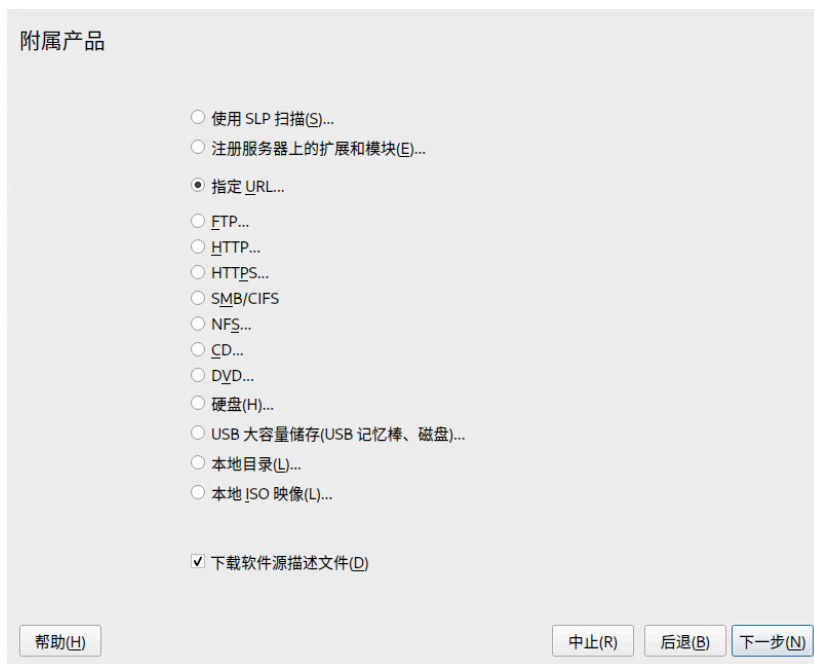 附属产品
使用 SLP 扫描(S)...
注册服务器上的扩展和模块(E)...
指定 URL...
FTP...
HTTP...
HTTPS...
SMB/CIFS
NFS...
CD...
DVD...
硬盘(H)...
USB 大容量储存(USB 记忆棒、磁盘)...
本地目录(L)...
本地 ISO 映像(L)...
下载软件源描述文件(D)
帮助(H) 中止(R) 后退(B) 下一步(N)